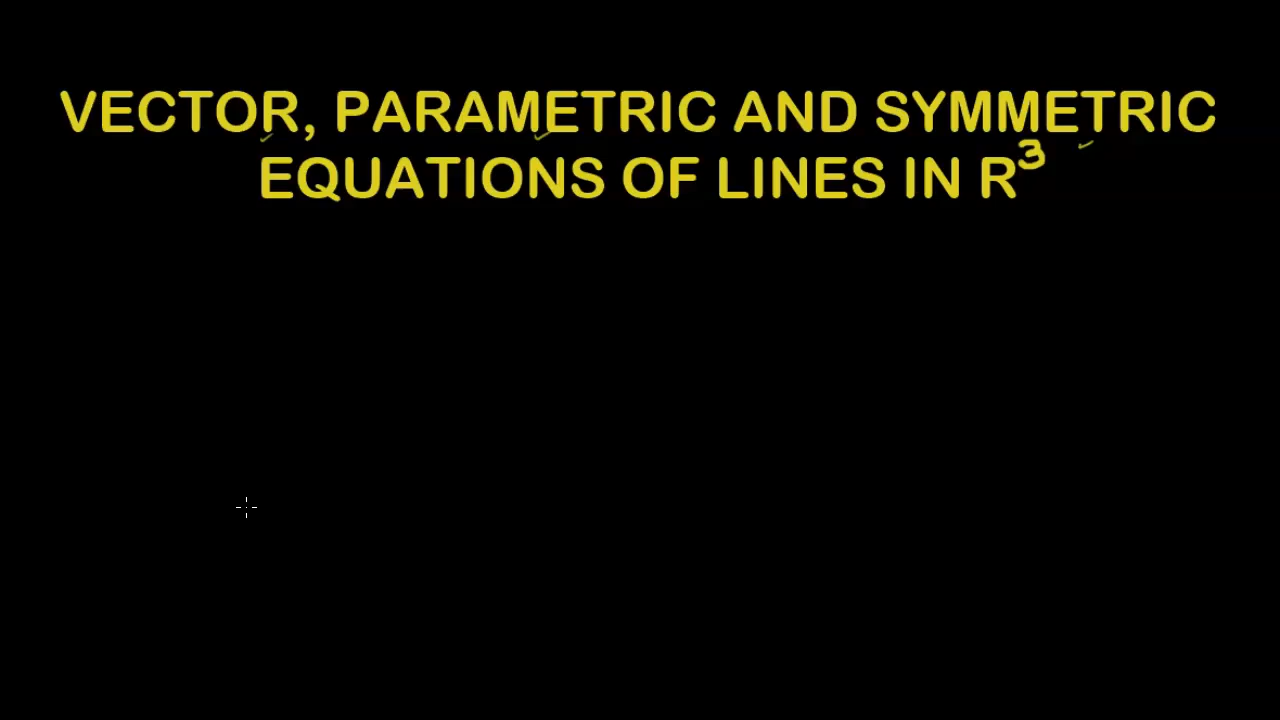 VECTOR, PARAMETRIC AND SYMMETRIC
EQUATIONS OF LINES IN R³